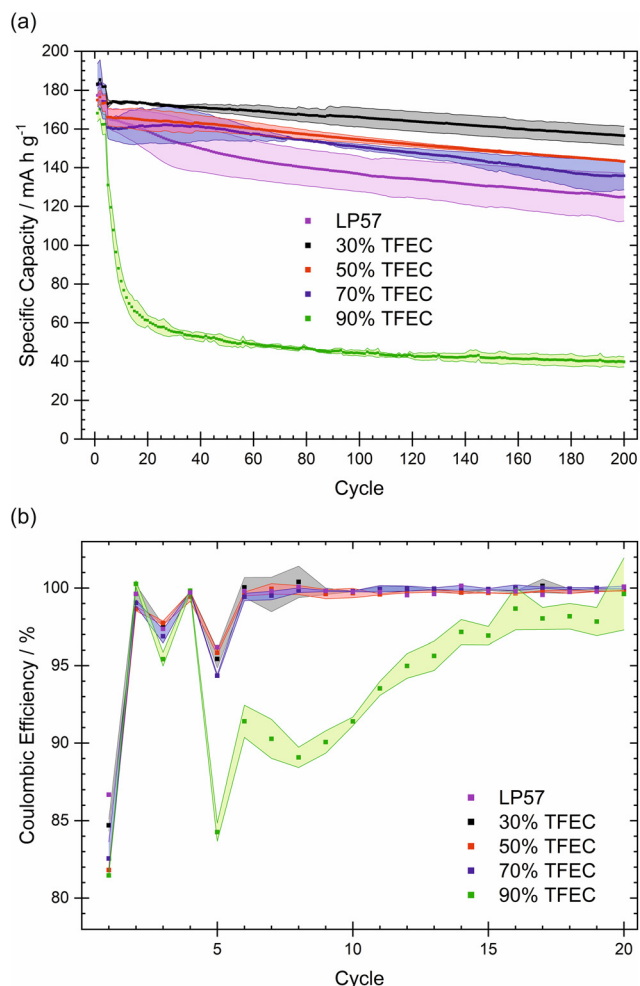 (a)
200
180
160
140
120
100
80
60
40
20
0
Specific Capacity / mA h g⁻¹
LP57
30% TFEC
50% TFEC
70% TFEC
90% TFEC
0 20 40 60 80 100 120 140 160 180 200
Cycle
(b)
100
95
90
85
80
Coulombic Efficiency / %
LP57
30% TFEC
50% TFEC
70% TFEC
90% TFEC
5 10 15 20
Cycle